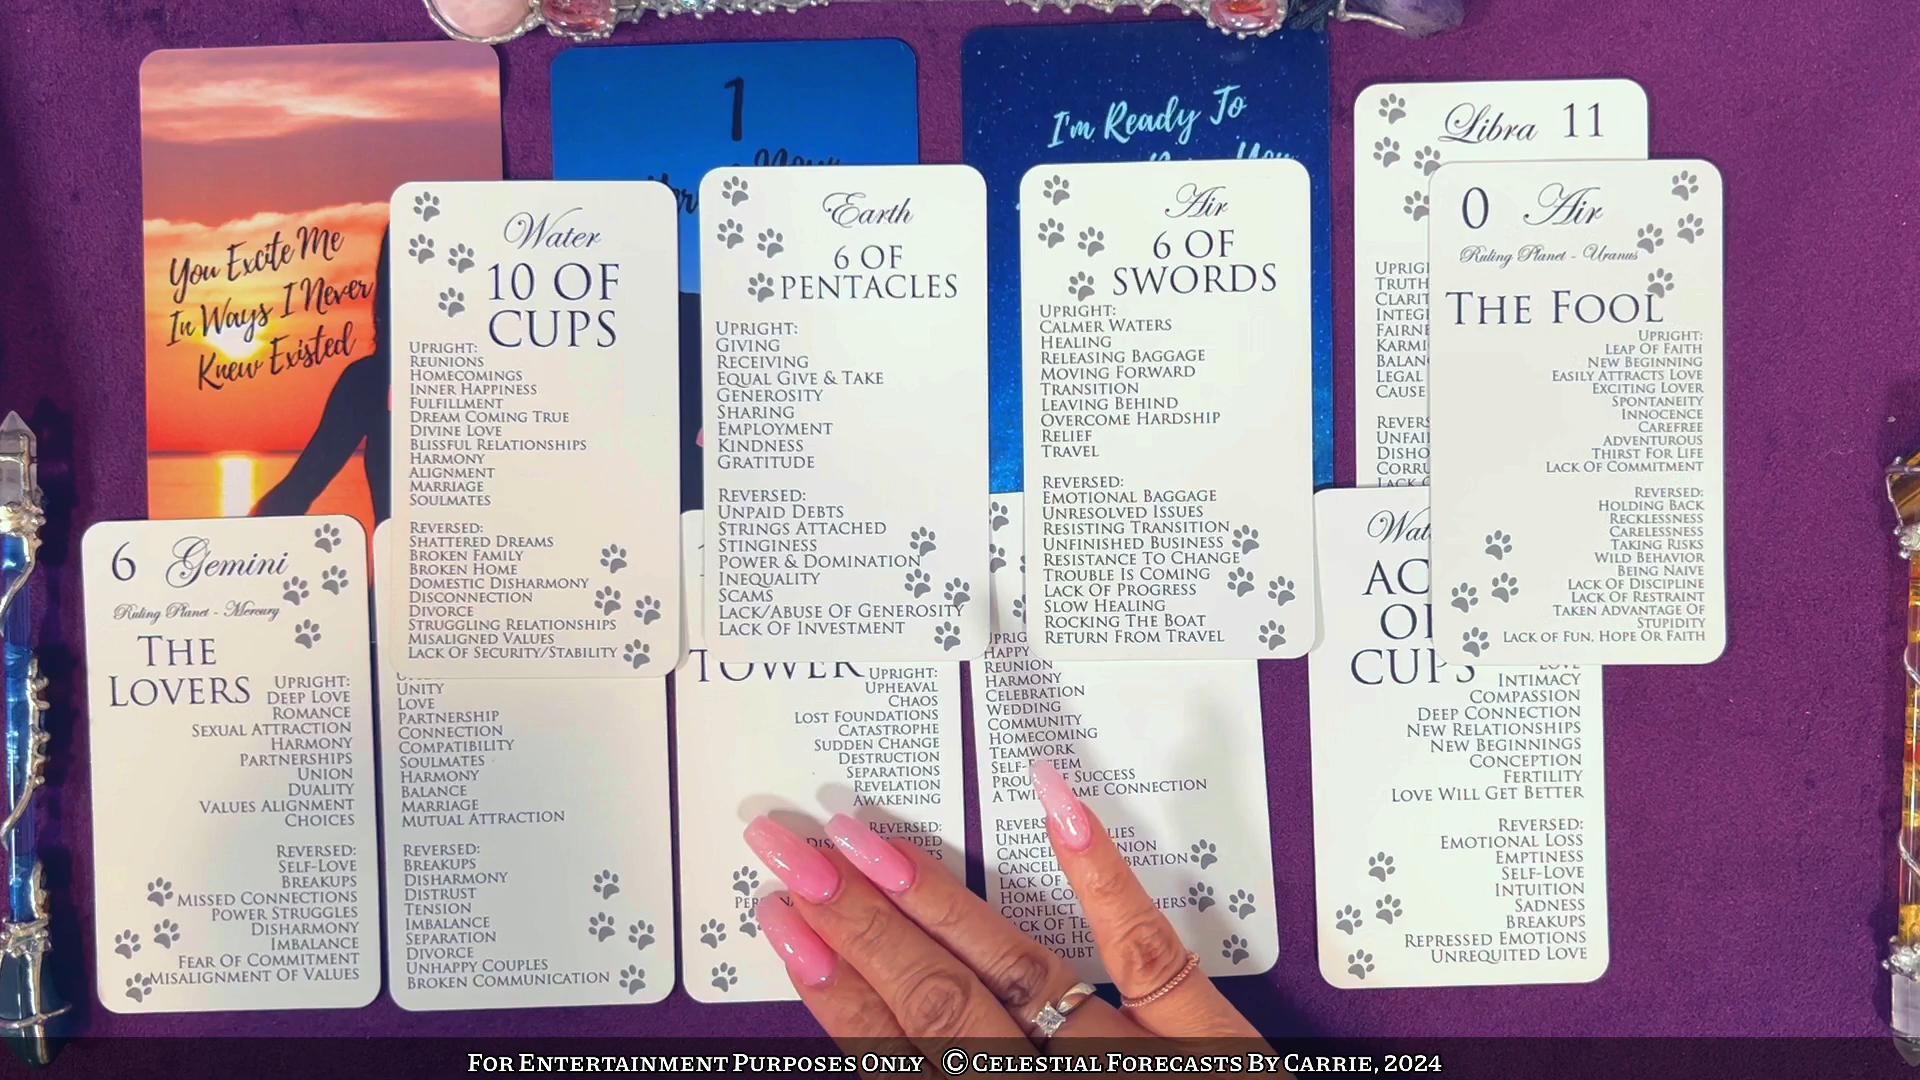 You Excite Me
In Ways I Never
Knew Existed
1
I'm Ready To
Libra 11
UPRIGHT:
REUNIONS
HOMECOMINGS
INNER HAPPINESS
FULFILLMENT
DREAM COMING TRUE
DIVINE LOVE
BLISSFUL RELATIONSHIPS
HARMONY
ALIGNMENT
MARRIAGE
SOULMATES
REVERSED:
SHATTERED DREAMS
BROKEN FAMILY
BROKEN HOME
DOMESTIC DISHARMONY
DISCONNECTION
DIVORCE
STRUGGLING RELATIONSHIPS
MISALIGNED VALUES
LACK OF SECURITY/STABILITY
Water
10 OF
CUPS
Earth
6 OF
PENTACLES
UPRIGHT:
GIVING
RECEIVING
EQUAL GIVE & TAKE
GENEROSITY
SHARING
EMPLOYMENT
KINDNESS
GRATITUDE
REVERSED:
UNPAID DEBTS
STRINGS ATTACHED
STINGINESS
POWER & DOMINATION
INEQUALITY
SCAMS
LACK/ABUSE OF GENEROSITY
LACK OF INVESTMENT
Air
6 OF
SWORDS
UPRIGHT:
CALMER WATERS
HEALING
RELEASING BAGGAGE
MOVING FORWARD
TRANSITION
LEAVING BEHIND
OVERCOME HARDSHIP
RELIEF
TRAVEL
REVERSED:
EMOTIONAL BAGGAGE
UNRESOLVED ISSUES
RESISTING TRANSITION
UNFINISHED BUSINESS
RESISTANCE TO CHANGE
TROUBLE IS COMING
LACK OF PROGRESS
SLOW HEALING
ROCKING THE BOAT
RETURN FROM TRAVEL
0 Air
Ruling Planet - Uranus
THE FOOL
UPRIGHT:
LEAP OF FAITH
NEW BEGINNING
EASILY ATTRACTS LOVE
EXCITING LOVER
SPONTANEITY
INNOCENCE
CAREFREE
ADVENTUROUS
THIRST FOR LIFE
LACK OF COMMITMENT
REVERSED:
HOLDING BACK
RECKLESSNESS
CARELESSNESS
TAKING RISKS
WILD BEHAVIOR
BEING NAIVE
LACK OF DISCIPLINE
LACK OF RESTRAINT
TAKEN ADVANTAGE OF
STUPIDITY
LACK OF FUN, HOPE OR FAITH
6 Gemini
Ruling Planet - Mercury
THE
LOVERS
UPRIGHT:
DEEP LOVE
ROMANCE
SEXUAL ATTRACTION
HARMONY
PARTNERSHIPS
UNION
DUALITY
VALUES ALIGNMENT
CHOICES
REVERSED:
SELF-LOVE
BREAKUPS
MISSED CONNECTIONS
POWER STRUGGLES
DISHARMONY
IMBALANCE
FEAR OF COMMITMENT
MISALIGNMENT OF VALUES
UNITY
LOVE
PARTNERSHIP
CONNECTION
COMPATIBILITY
SOULMATES
HARMONY
BALANCE
MARRIAGE
MUTUAL ATTRACTION
REVERSED:
BREAKUPS
DISHARMONY
DISTRUST
TENSION
IMBALANCE
SEPARATION
DIVORCE
UNHAPPY COUPLES
BROKEN COMMUNICATION
TOWER
UPRIGHT:
UPHEAVAL
CHAOS
LOST FOUNDATIONS
CATASTROPHE
SUDDEN CHANGE
DESTRUCTION
SEPARATIONS
REVELATION
AWAKENING
REVERSED:
HAPPY
REUNION
HARMONY
CELEBRATION
WEDDING
COMMUNITY
HOMECOMING
TEAMWORK
SUCCESS
CONNECTION
CUPS
LOVE
INTIMACY
COMPASSION
DEEP CONNECTION
NEW RELATIONSHIPS
NEW BEGINNINGS
CONCEPTION
FERTILITY
LOVE WILL GET BETTER
REVERSED:
EMOTIONAL LOSS
EMPTINESS
SELF-LOVE
INTUITION
SADNESS
BREAKUPS
REPRESSED EMOTIONS
UNREQUITED LOVE
FOR ENTERTAINMENT PURPOSES ONLY © CELESTIAL FORECASTS BY CARRIE, 2024